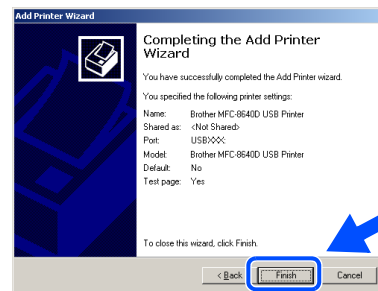 Add Printer Wizard
Completing the Add Printer
Wizard
You have successfully completed the Add Printer wizard.
You specified the following printer settings:
Name: Brother MFC-8640D USB Printer
Shared as: <Not Shared>
Port: USBXXX:
Model: Brother MFC-8640D USB Printer
Default: No
Test page: Yes
To close this wizard, click Finish.
< Back Finish Cancel